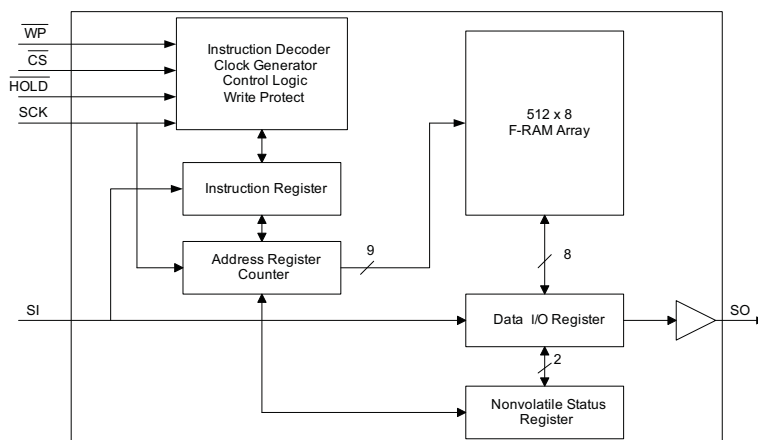 WP
CS
HOLD
SCK
Instruction Decoder
Clock Generator
Control Logic
Write Protect
512 x 8
F-RAM Array
Instruction Register
Address Register
Counter
9
8
SI
Data I/O Register
SO
2
Nonvolatile Status
Register